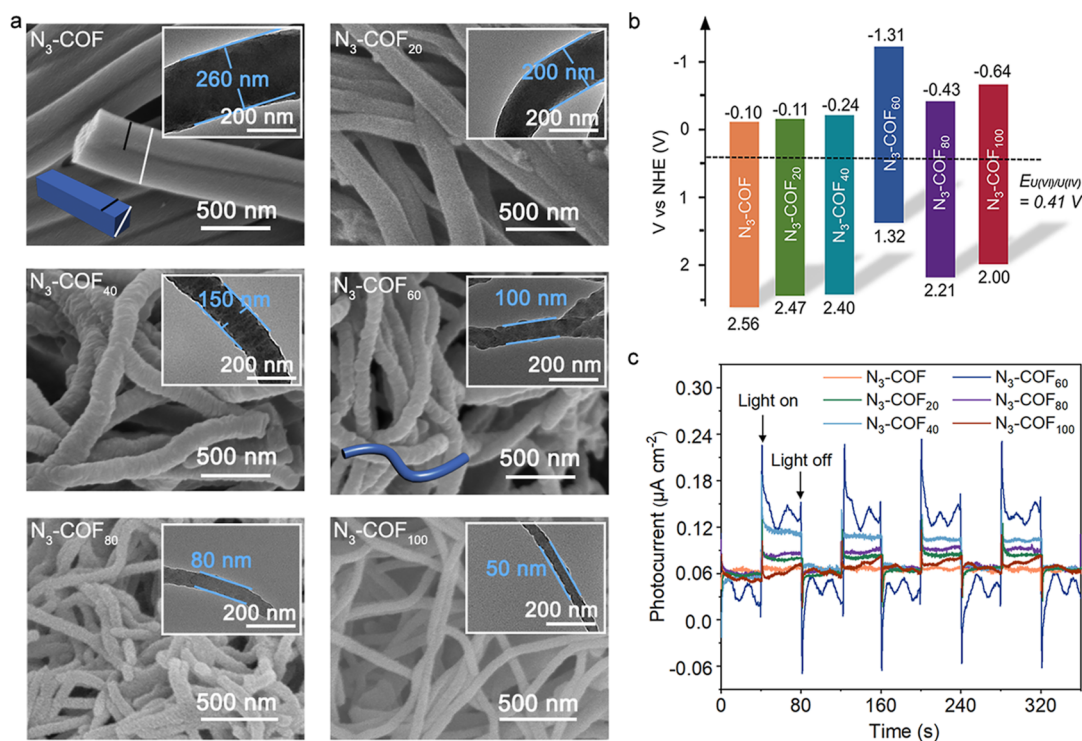 a
N₃-COF
260 nm
200 nm
500 nm
N₃-COF₂₀
200 nm
200 nm
500 nm
N₃-COF₄₀
150 nm
200 nm
500 nm
N₃-COF₆₀
100 nm
200 nm
500 nm
N₃-COF₈₀
80 nm
200 nm
500 nm
N₃-COF₁₀₀
50 nm
200 nm
500 nm
b
V vs NHE (V)
-1
0
1
2
-0.10
-0.11
-0.24
-1.31
-0.43
-0.64
N₃-COF
N₃-COF₂₀
N₃-COF₄₀
N₃-COF₆₀
N₃-COF₈₀
N₃-COF₁₀₀
E_U(VI)/U(IV)
= 0.41 V
2.56
2.47
2.40
1.32
2.21
2.00
c
Photocurrent (μA cm⁻²)
0.30
0.24
0.18
0.12
0.06
0.0
-0.06
N₃-COF
N₃-COF₂₀
N₃-COF₄₀
N₃-COF₆₀
N₃-COF₈₀
N₃-COF₁₀₀
Light on
Light off
0
80
160
240
320
Time (s)